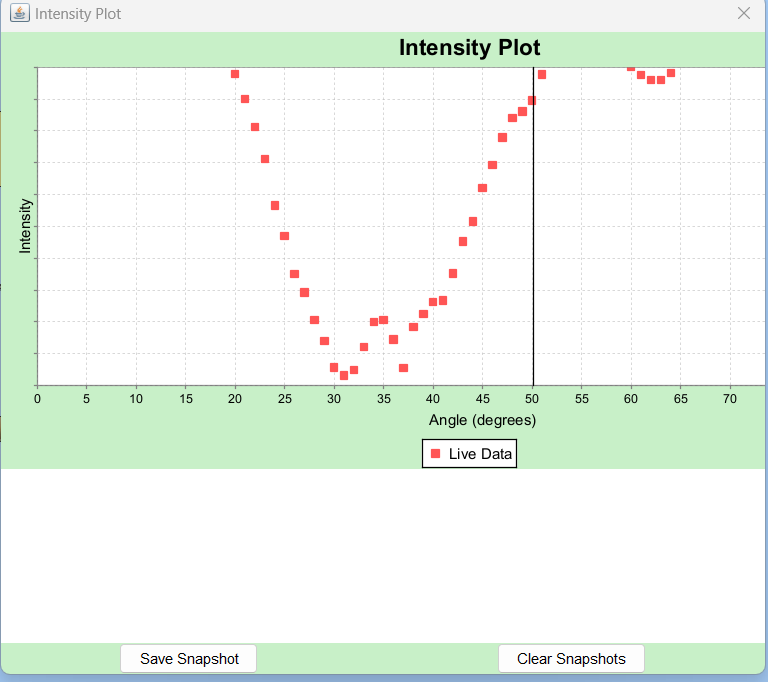 Intensity Plot
Intensity Plot
Intensity
0 5 10 15 20 25 30 35 40 45 50 55 60 65 70
Angle (degrees)
Live Data
Save Snapshot Clear Snapshots